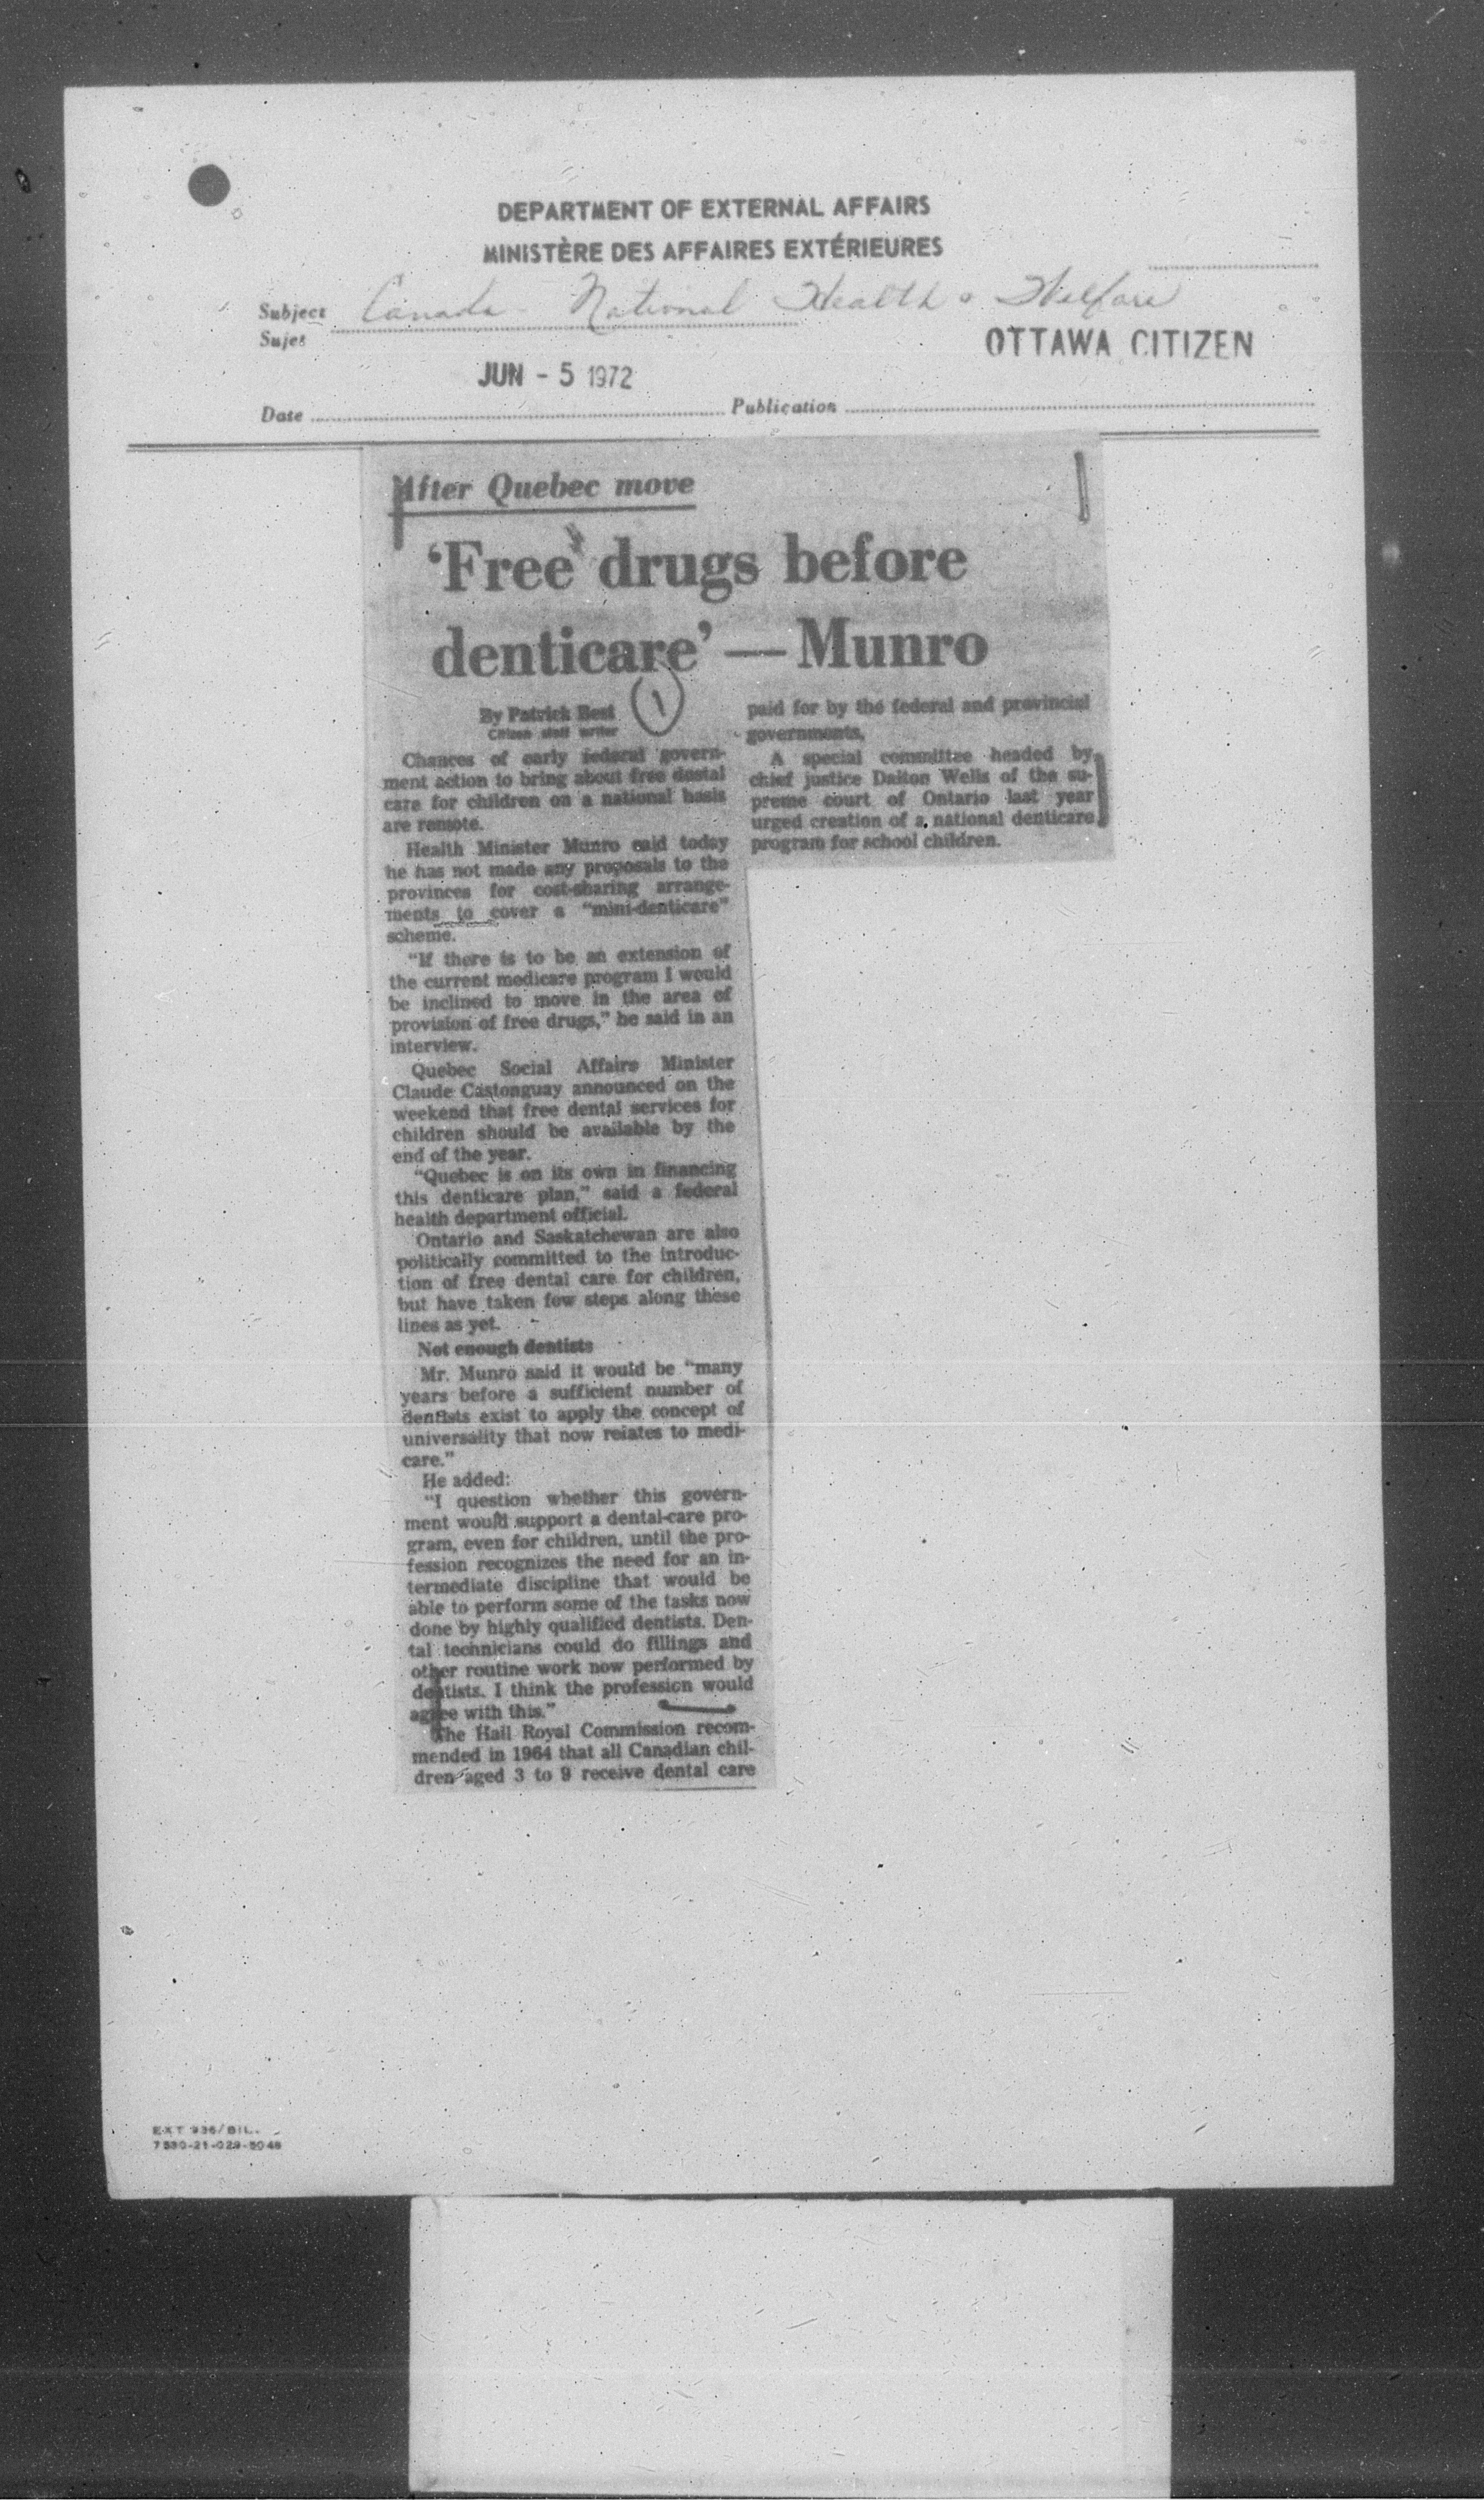 DEPARTMENT OF EXTERNAL AFFAIRS
MINISTÈRE DES AFFAIRES EXTÉRIEURES
Subject Canada - National Health & Welfare
Sujet
OTTAWA CITIZEN
JUN - 5 1972
Date Publication
After Quebec move
‘Free’ drugs before
denticare’ — Munro
1
By Patrick Best
Citizen staff writer
Chances of early federal govern-
ment action to bring about free dental
care for children on a national basis
are remote.
Health Minister Munro said today
he has not made any proposals to the
provinces for cost-sharing arrange-
ments to cover a “mini-denticare”
scheme.
“If there is to be an extension of
the current medicare program I would
be inclined to move in the area of
provision of free drugs,” he said in an
interview.
Quebec Social Affairs Minister
Claude Castonguay announced on the
weekend that free dental services for
children should be available by the
end of the year.
“Quebec is on its own in financing
this denticare plan,” said a federal
health department official.
Ontario and Saskatchewan are also
politically committed to the introduc-
tion of free dental care for children,
but have taken few steps along these
lines as yet.
Not enough dentists
Mr. Munro said it would be “many
years before a sufficient number of
dentists exist to apply the concept of
universality that now relates to medi-
care.”
He added:
“I question whether this govern-
ment would support a dental-care pro-
gram, even for children, until the pro-
fession recognizes the need for an in-
termediate discipline that would be
able to perform some of the tasks now
done by highly qualified dentists. Den-
tal technicians could do fillings and
other routine work now performed by
dentists. I think the profession would
agree with this.”
The Hall Royal Commission recom-
mended in 1964 that all Canadian chil-
dren aged 3 to 9 receive dental care
paid for by the federal and provincial
governments.
A special committee headed by
chief justice Dalton Wells of the su-
preme court of Ontario last year
urged creation of a national denticare
program for school children.
EXT 936/BIL.
7530-21-029-5048